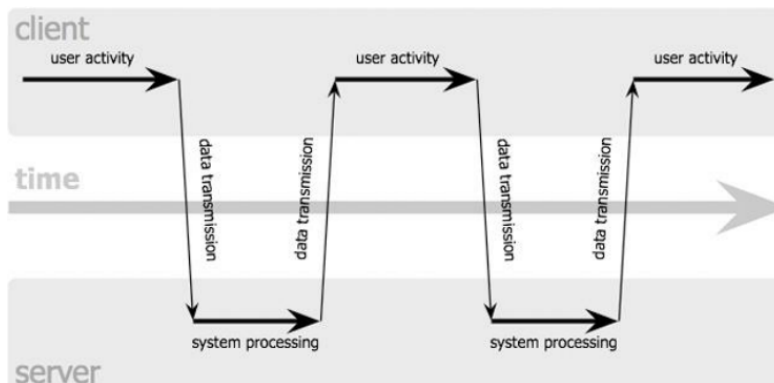 client
user activity
user activity
user activity
data transmission
data transmission
data transmission
data transmission
time
system processing
system processing
server